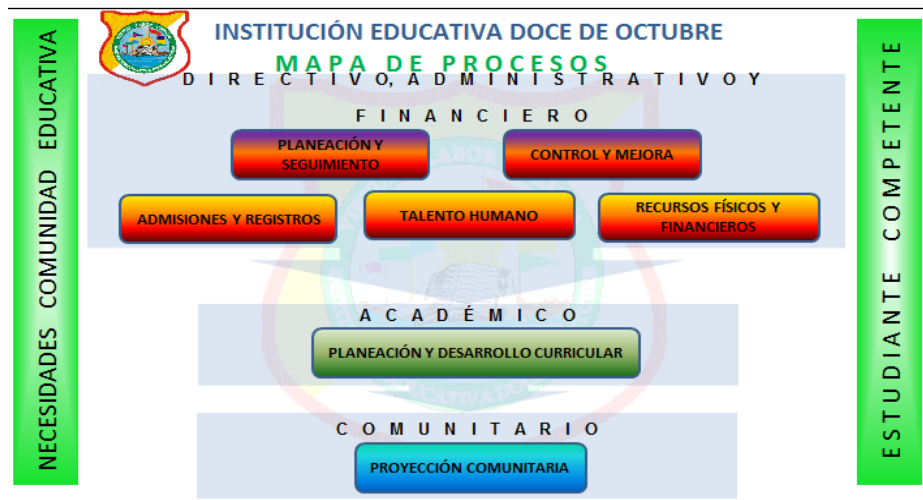 INSTITUCIÓN EDUCATIVA DOCE DE OCTUBRE
MAPA DE PROCESOS
DIRECTIVO, ADMINISTRATIVO Y
FINANCIERO
PLANEACIÓN Y
SEGUIMIENTO
CONTROL Y MEJORA
ADMISIONES Y REGISTROS
TALENTO HUMANO
RECURSOS FÍSICOS Y
FINANCIEROS
ACADÉMICO
PLANEACIÓN Y DESARROLLO CURRICULAR
COMUNITARIO
PROYECCIÓN COMUNITARIA
NECESIDADES COMUNIDAD EDUCATIVA
ESTUDIANTE COMPETENTE